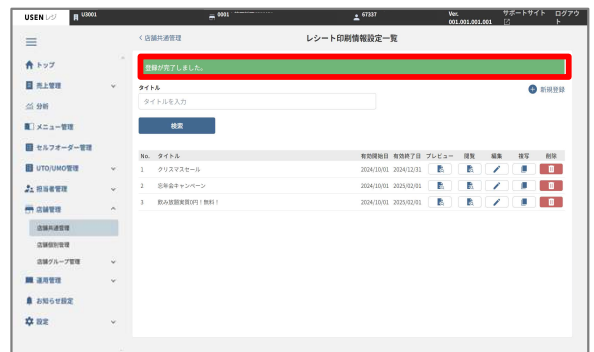 USEN レジ U3001 0001 67337 Ver. 001.001.001.001 サポートサイト ログアウト
< 店舗共通管理 レシート印刷情報設定一覧
登録が完了しました。
タイトル
新規登録
タイトルを入力
検索
No. タイトル 有効開始日 有効終了日 プレビュー 閲覧 編集 複写 削除
1 クリスマスセール 2024/10/01 2024/12/31
2 忘年会キャンペーン 2024/10/01 2025/02/01
3 飲み放題実質0円!無料! 2024/10/01 2025/02/01
トップ
売上管理
分析
メニュー管理
セルフオーダー管理
UTO/UMO管理
担当者管理
店舗管理
店舗共通管理
店舗個別管理
店舗グループ管理
運用管理
お知らせ設定
設定